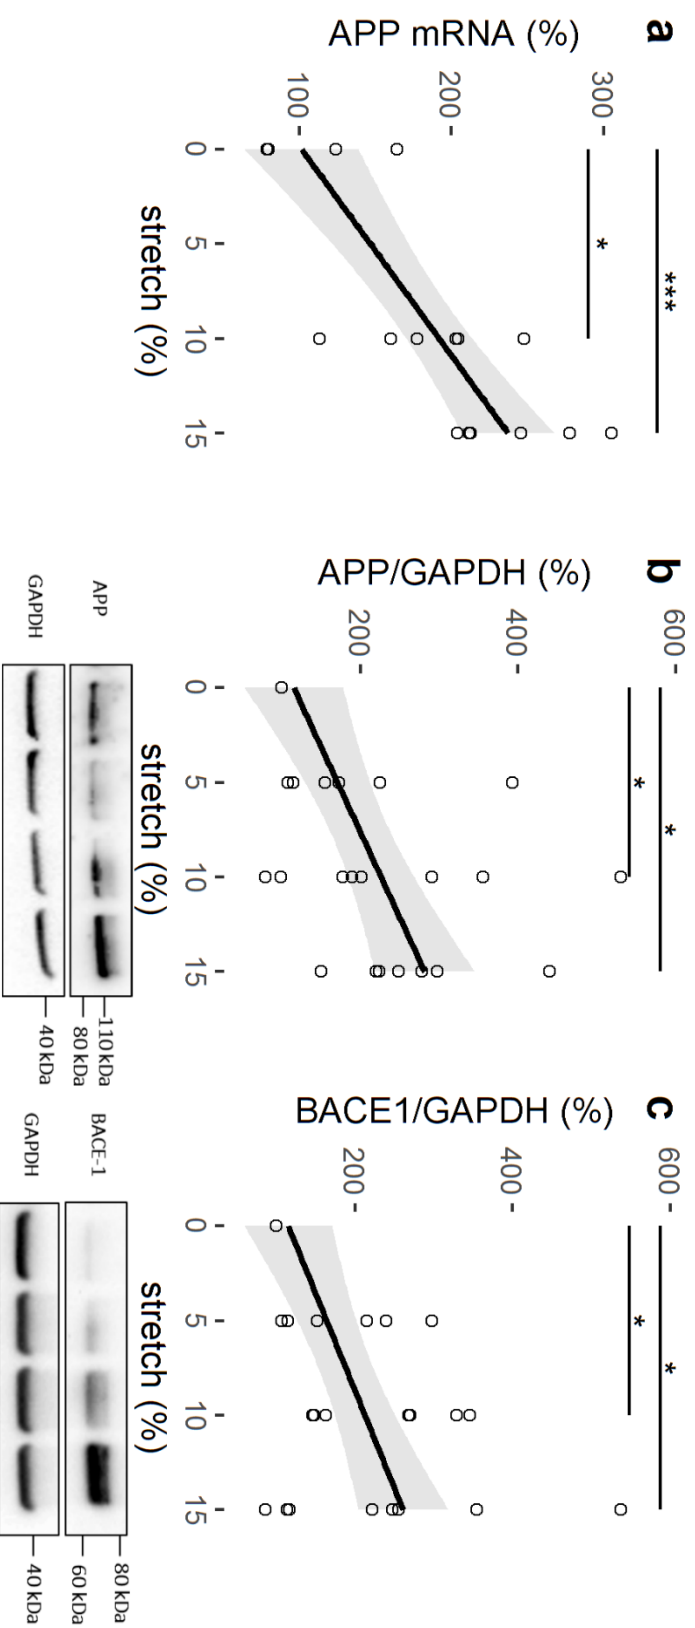 a
***
*
APP mRNA (%)
300
200
100
0 5 10 15
stretch (%)
b
*
*
APP/GAPDH (%)
600
400
200
0 5 10 15
stretch (%)
APP
110 kDa
80 kDa
GAPDH
40 kDa
c
*
*
BACE1/GAPDH (%)
600
400
200
0 5 10 15
stretch (%)
BACE-1
80 kDa
60 kDa
GAPDH
40 kDa